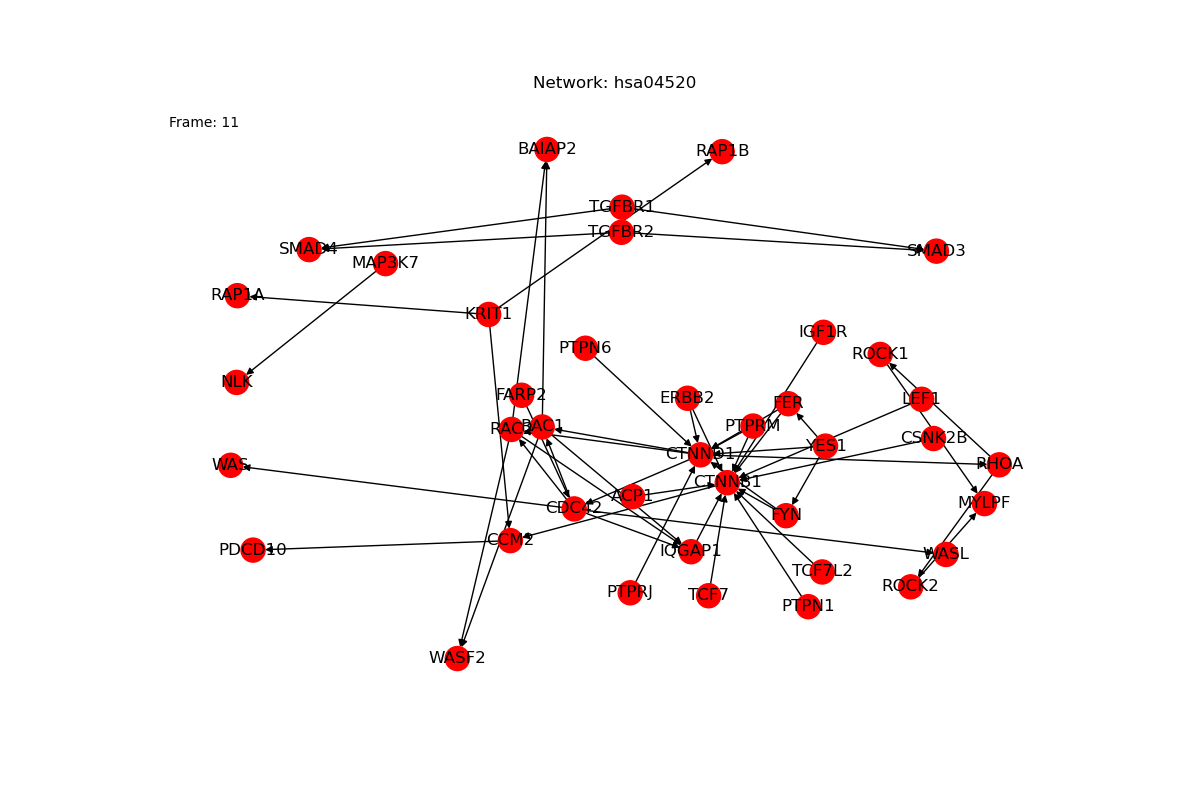 Network: hsa04520
Frame: 11
BAIAP2
RAP1B
TGFBR1
TGFBR2
SMAD4
SMAD3
MAP3K7
RAP1A
KRIT1
IGF1R
PTPN6
ROCK1
NLK
FARP2
ERBB2
FER
LEF1
RAC1
PTPRM
CSNK2B
YES1
CTNND1
WAS
RHOA
CTNNB1
ACP1
MYLPF
CDC42
FYN
CCM2
PDCD10
IQGAP1
WASL
TCF7L2
ROCK2
PTPRJ
TCF7
PTPN1
WASF2